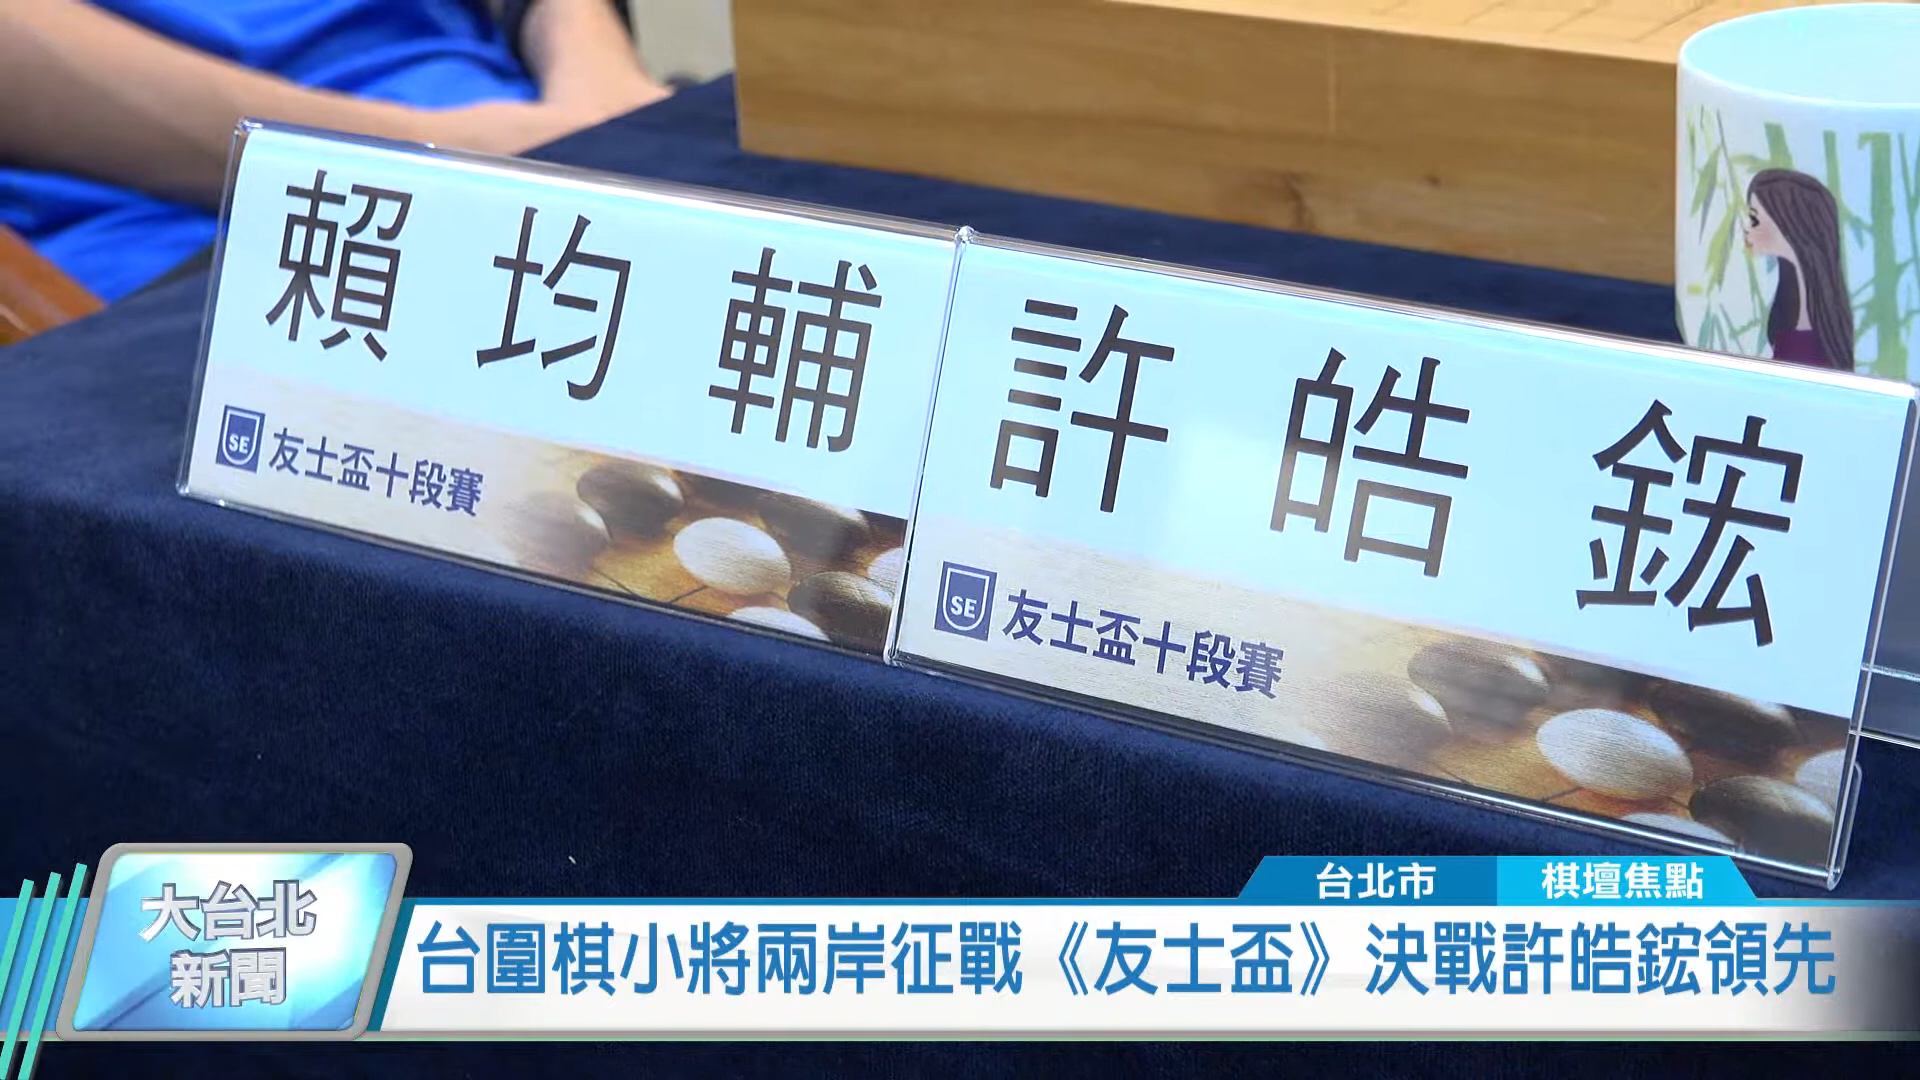 賴均輔
SE 友士盃十段賽
許皓鋐
SE 友士盃十段賽
台北市 棋壇焦點
大台北
新聞
台圍棋小將兩岸征戰《友士盃》決戰許皓鋐領先